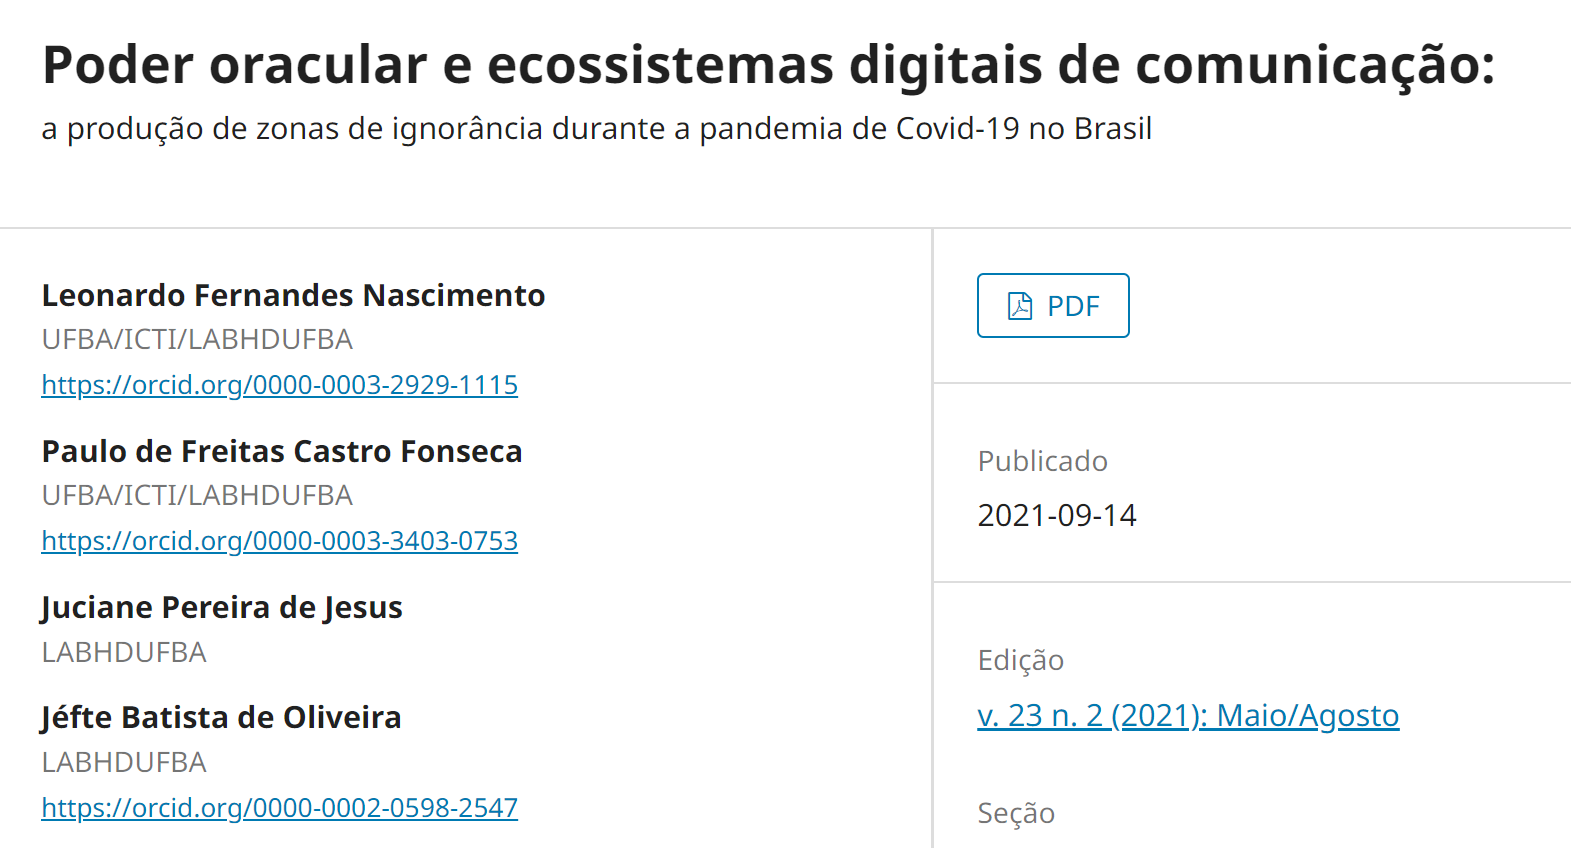 Poder oracular e ecossistemas digitais de comunicação:
a produção de zonas de ignorância durante a pandemia de Covid-19 no Brasil
Leonardo Fernandes Nascimento
UFBA/ICTI/LABHDUFBA
https://orcid.org/0000-0003-2929-1115
Paulo de Freitas Castro Fonseca
UFBA/ICTI/LABHDUFBA
https://orcid.org/0000-0003-3403-0753
Juciane Pereira de Jesus
LABHDUFBA
Jéfte Batista de Oliveira
LABHDUFBA
https://orcid.org/0000-0002-0598-2547
PDF
Publicado
2021-09-14
Edição
v. 23 n. 2 (2021): Maio/Agosto
Seção